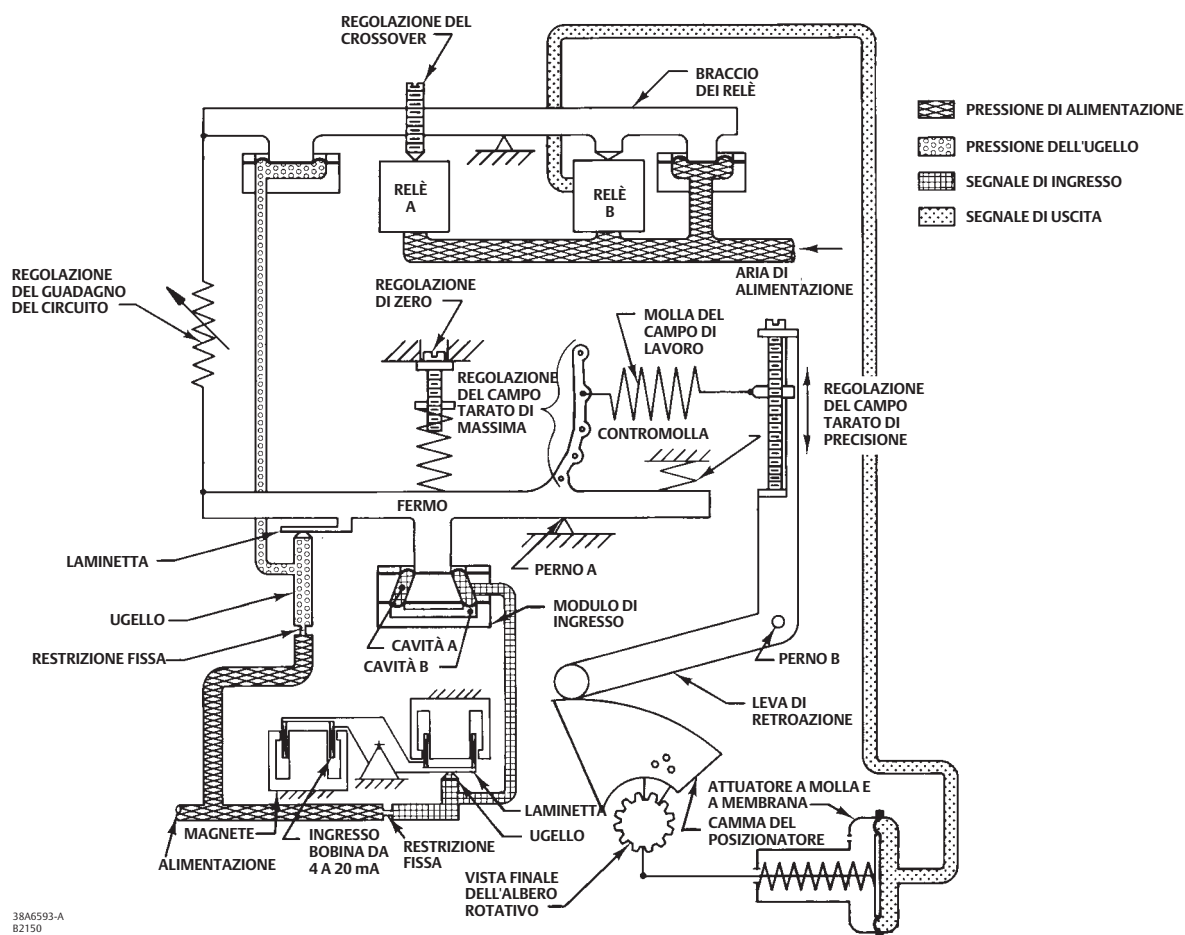 REGOLAZIONE DEL
CROSSOVER
BRACCIO
DEI RELÈ
PRESSIONE DI ALIMENTAZIONE
PRESSIONE DELL'UGELLO
SEGNALE DI INGRESSO
SEGNALE DI USCITA
RELÈ
A
RELÈ
B
ARIA DI
ALIMENTAZIONE
REGOLAZIONE
DEL GUADAGNO
DEL CIRCUITO
REGOLAZIONE
DI ZERO
MOLLA DEL
CAMPO DI
LAVORO
REGOLAZIONE
DEL CAMPO
TARATO DI
MASSIMA
CONTROMOLLA
REGOLAZIONE
DEL CAMPO
TARATO DI
PRECISIONE
FERMO
LAMINETTA
PERNO A
UGELLO
MODULO DI
INGRESSO
RESTRIZIONE FISSA
CAVITÀ A
CAVITÀ B
PERNO B
LEVA DI
RETROAZIONE
MAGNETE
ALIMENTAZIONE
INGRESSO
BOBINA DA
4 A 20 mA
RESTRIZIONE
FISSA
LAMINETTA
UGELLO
ATTUATORE A MOLLA E
A MEMBRANA
CAMMA DEL
POSIZIONATORE
VISTA FINALE
DELL'ALBERO
ROTATIVO
38A6593-A
B2150